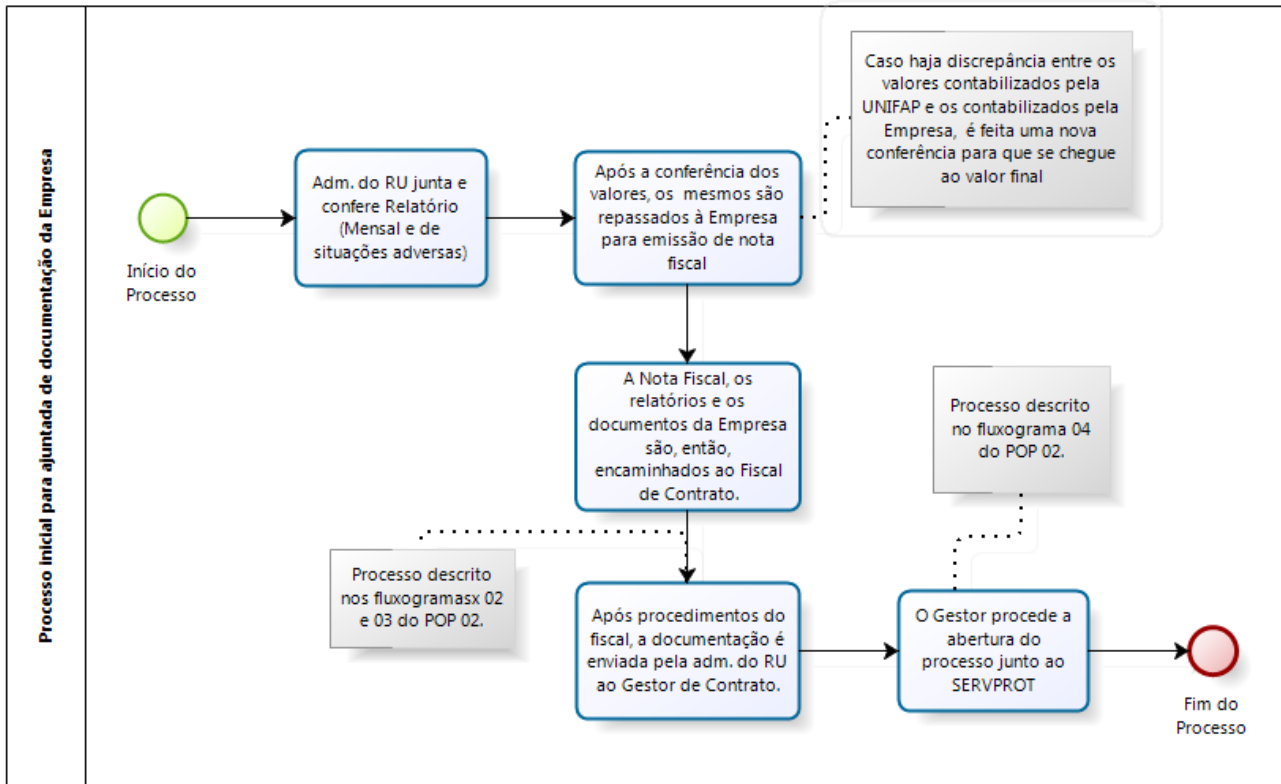 Processo inicial para ajuntada de documentação da Empresa
Início do
Processo
Adm. do RU junta e
confere Relatório
(Mensal e de
situações adversas)
Após a conferência dos
valores, os mesmos são
repassados à Empresa
para emissão de nota
fiscal
Caso haja discrepância entre os
valores contabilizados pela
UNIFAP e os contabilizados pela
Empresa, é feita uma nova
conferência para que se chegue
ao valor final
A Nota Fiscal, os
relatórios e os
documentos da Empresa
são, então,
encaminhados ao Fiscal
de Contrato.
Processo descrito
nos fluxogramasx 02
e 03 do POP 02.
Após procedimentos do
fiscal, a documentação é
enviada pela adm. do RU
ao Gestor de Contrato.
Processo descrito
no fluxograma 04
do POP 02.
O Gestor procede a
abertura do
processo junto ao
SERVPROT
Fim do
Processo